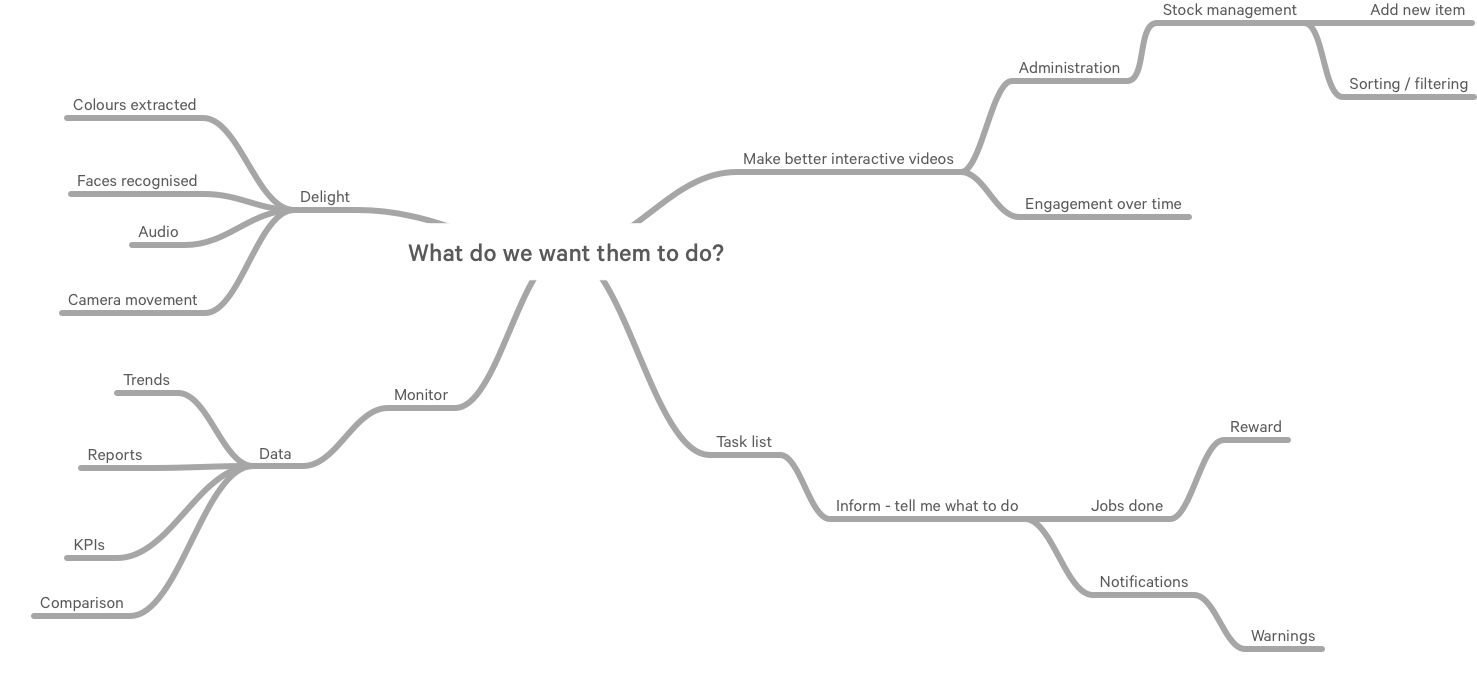 Stock management
Add new item
Administration
Sorting / filtering
Make better interactive videos
Engagement over time
Colours extracted
Faces recognised
Delight
Audio
Camera movement
What do we want them to do?
Trends
Monitor
Reports
Data
KPIs
Comparison
Task list
Reward
Inform - tell me what to do
Jobs done
Notifications
Warnings